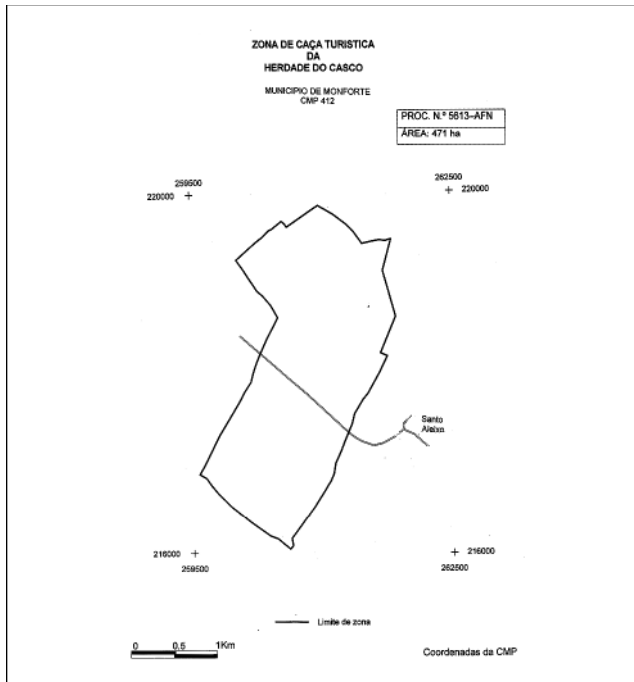 ZONA DE CAÇA TURISTICA
DA
HERDADE DO CASCO
MUNICIPIO DE MONFORTE
CMP 412
PROC. N.º 5613-AFN
ÁREA: 471 ha
259500
220000
262500
220000
Santo
Aleixo
216000
259500
216000
262500
Limite de zona
0 0,5 1Km
Coordenadas da CMP